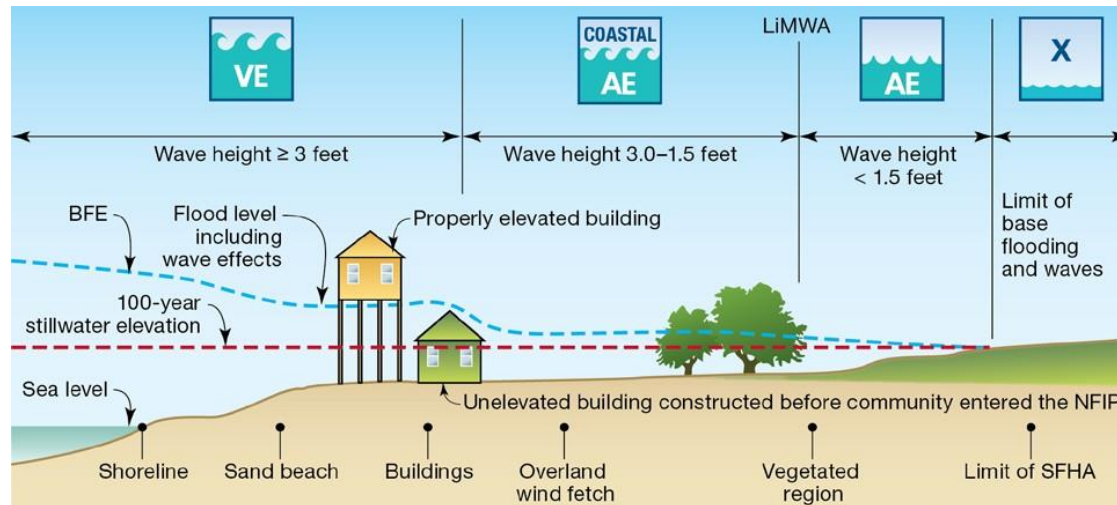 VE
COASTAL
AE
LiMWA
AE
X
Wave height ≥ 3 feet
Wave height 3.0–1.5 feet
Wave height
< 1.5 feet
BFE
Flood level
including
wave effects
Properly elevated building
Limit of
base
flooding
and waves
100-year
stillwater elevation
Sea level
Unelevated building constructed before community entered the NFIP
Shoreline
Sand beach
Buildings
Overland
wind fetch
Vegetated
region
Limit of SFHA